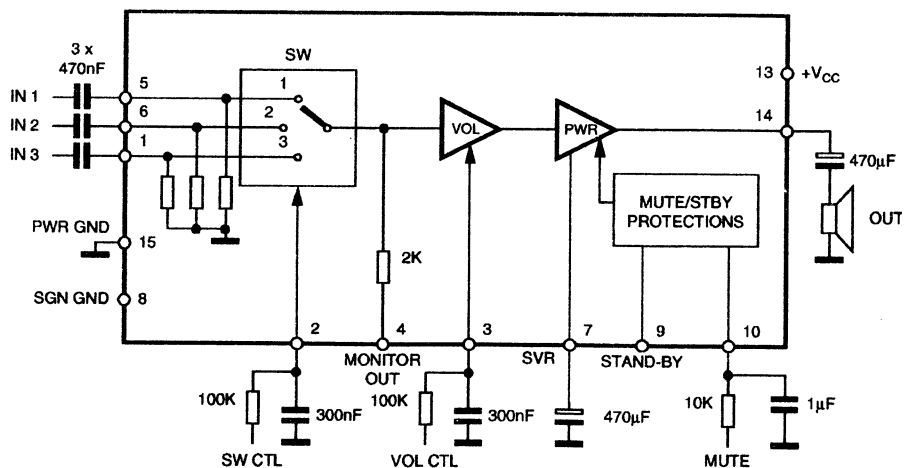 3 x
470nF
SW
IN 1
5
1
13
+VCC
IN 2
6
2
VOL
PWR
14
IN 3
1
3
470µF
MUTE/STBY
PROTECTIONS
OUT
PWR GND
15
2K
SGN GND
8
2
4
3
7
9
10
MONITOR
OUT
SVR
STAND-BY
100K
300nF
100K
300nF
470µF
10K
1µF
SW CTL
VOL CTL
MUTE